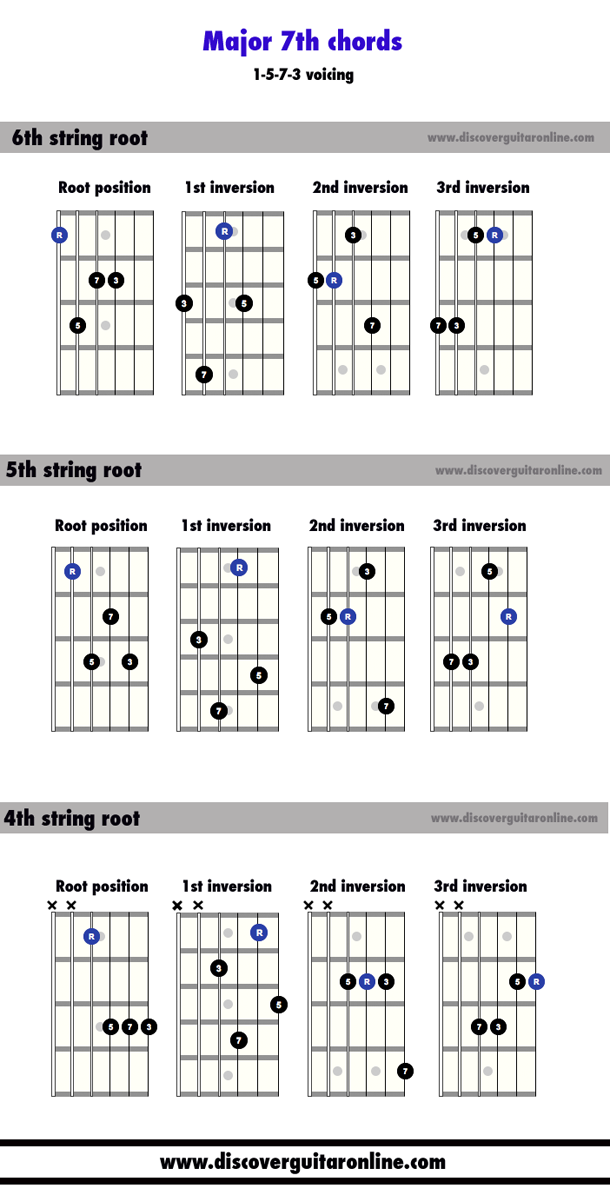 Major 7th chords
1-5-7-3 voicing
6th string root www.discoverguitaronline.com
Root position 1st inversion 2nd inversion 3rd inversion
R R 3 5 R
7 3 5 R
3 5
5 7 7 3
7
5th string root www.discoverguitaronline.com
Root position 1st inversion 2nd inversion 3rd inversion
R R 3 5
7 5 R R
3
5 3 7 3
5
7 7
4th string root www.discoverguitaronline.com
Root position 1st inversion 2nd inversion 3rd inversion
× × × × × × × ×
R R
3
5 R 3 5 R
5
5 7 3 7 3
7
7
www.discoverguitaronline.com